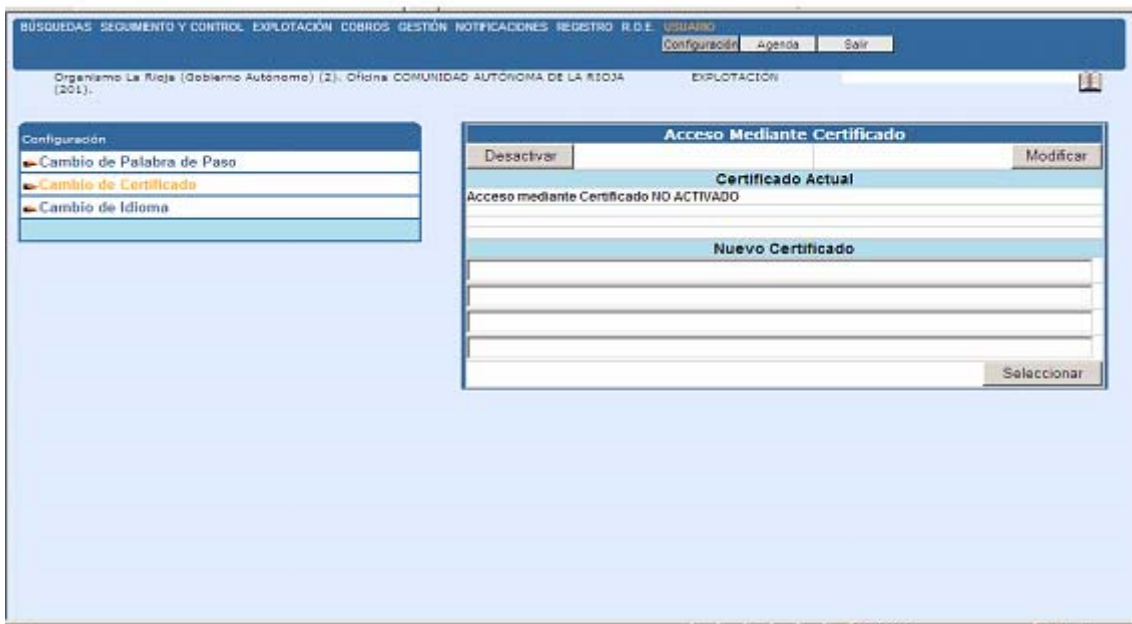 BÚSQUEDAS SEGUIMIENTO Y CONTROL EXPLOTACIÓN COBROS GESTIÓN NOTIFICACIONES REGISTRO R.D.E. USUARIO
Configuración Agenda Salir
Organismo La Rioja (Gobierno Autónomo) (2). Oficina COMUNIDAD AUTÓNOMA DE LA RIOJA (201). EXPLOTACIÓN
Configuración
Cambio de Palabra de Paso
Cambio de Certificado
Cambio de Idioma
Acceso Mediante Certificado
Desactivar Modificar
Certificado Actual
Acceso mediante Certificado NO ACTIVADO
Nuevo Certificado
Seleccionar